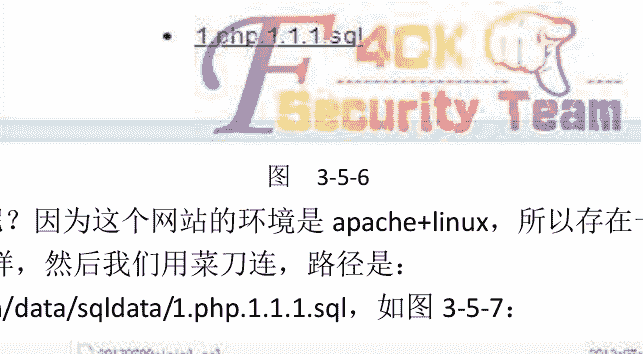 1.php.1.1.1.sql
F4CK
Security Team
图 3-5-6
？因为这个网站的环境是 apache+linux，所以存在
样，然后我们用菜刀连，路径是：
/data/sqldata/1.php.1.1.1.sql，如图 3-5-7：